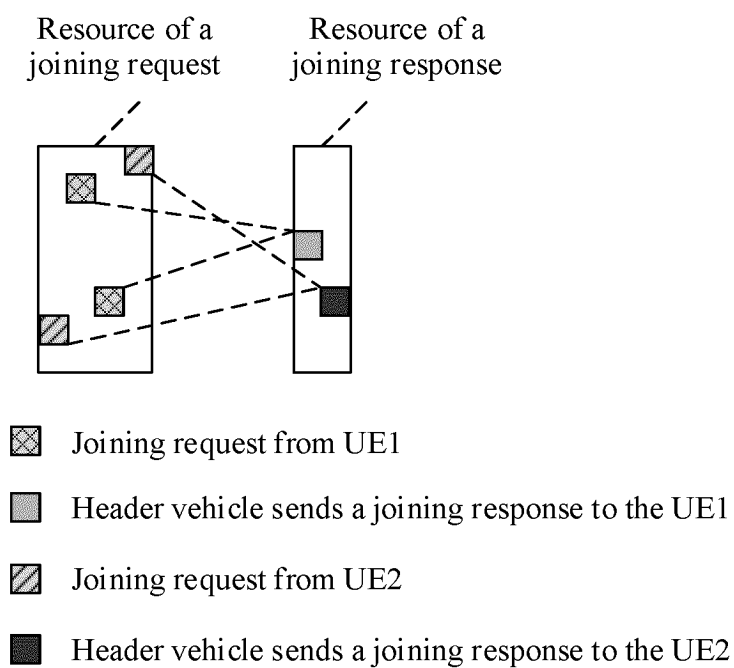 Resource of a
joining request
Resource of a
joining response
Joining request from UE1
Header vehicle sends a joining response to the UE1
Joining request from UE2
Header vehicle sends a joining response to the UE2